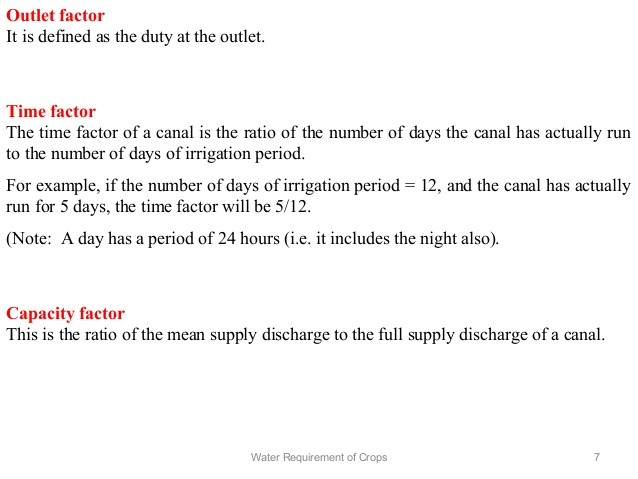 Outlet factor
It is defined as the duty at the outlet.
Time factor
The time factor of a canal is the ratio of the number of days the canal has actually run
to the number of days of irrigation period.
For example, if the number of days of irrigation period = 12, and the canal has actually
run for 5 days, the time factor will be 5/12.
(Note:  A day has a period of 24 hours (i.e. it includes the night also).
Capacity factor
This is the ratio of the mean supply discharge to the full supply discharge of a canal.
Water Requirement of Crops
7